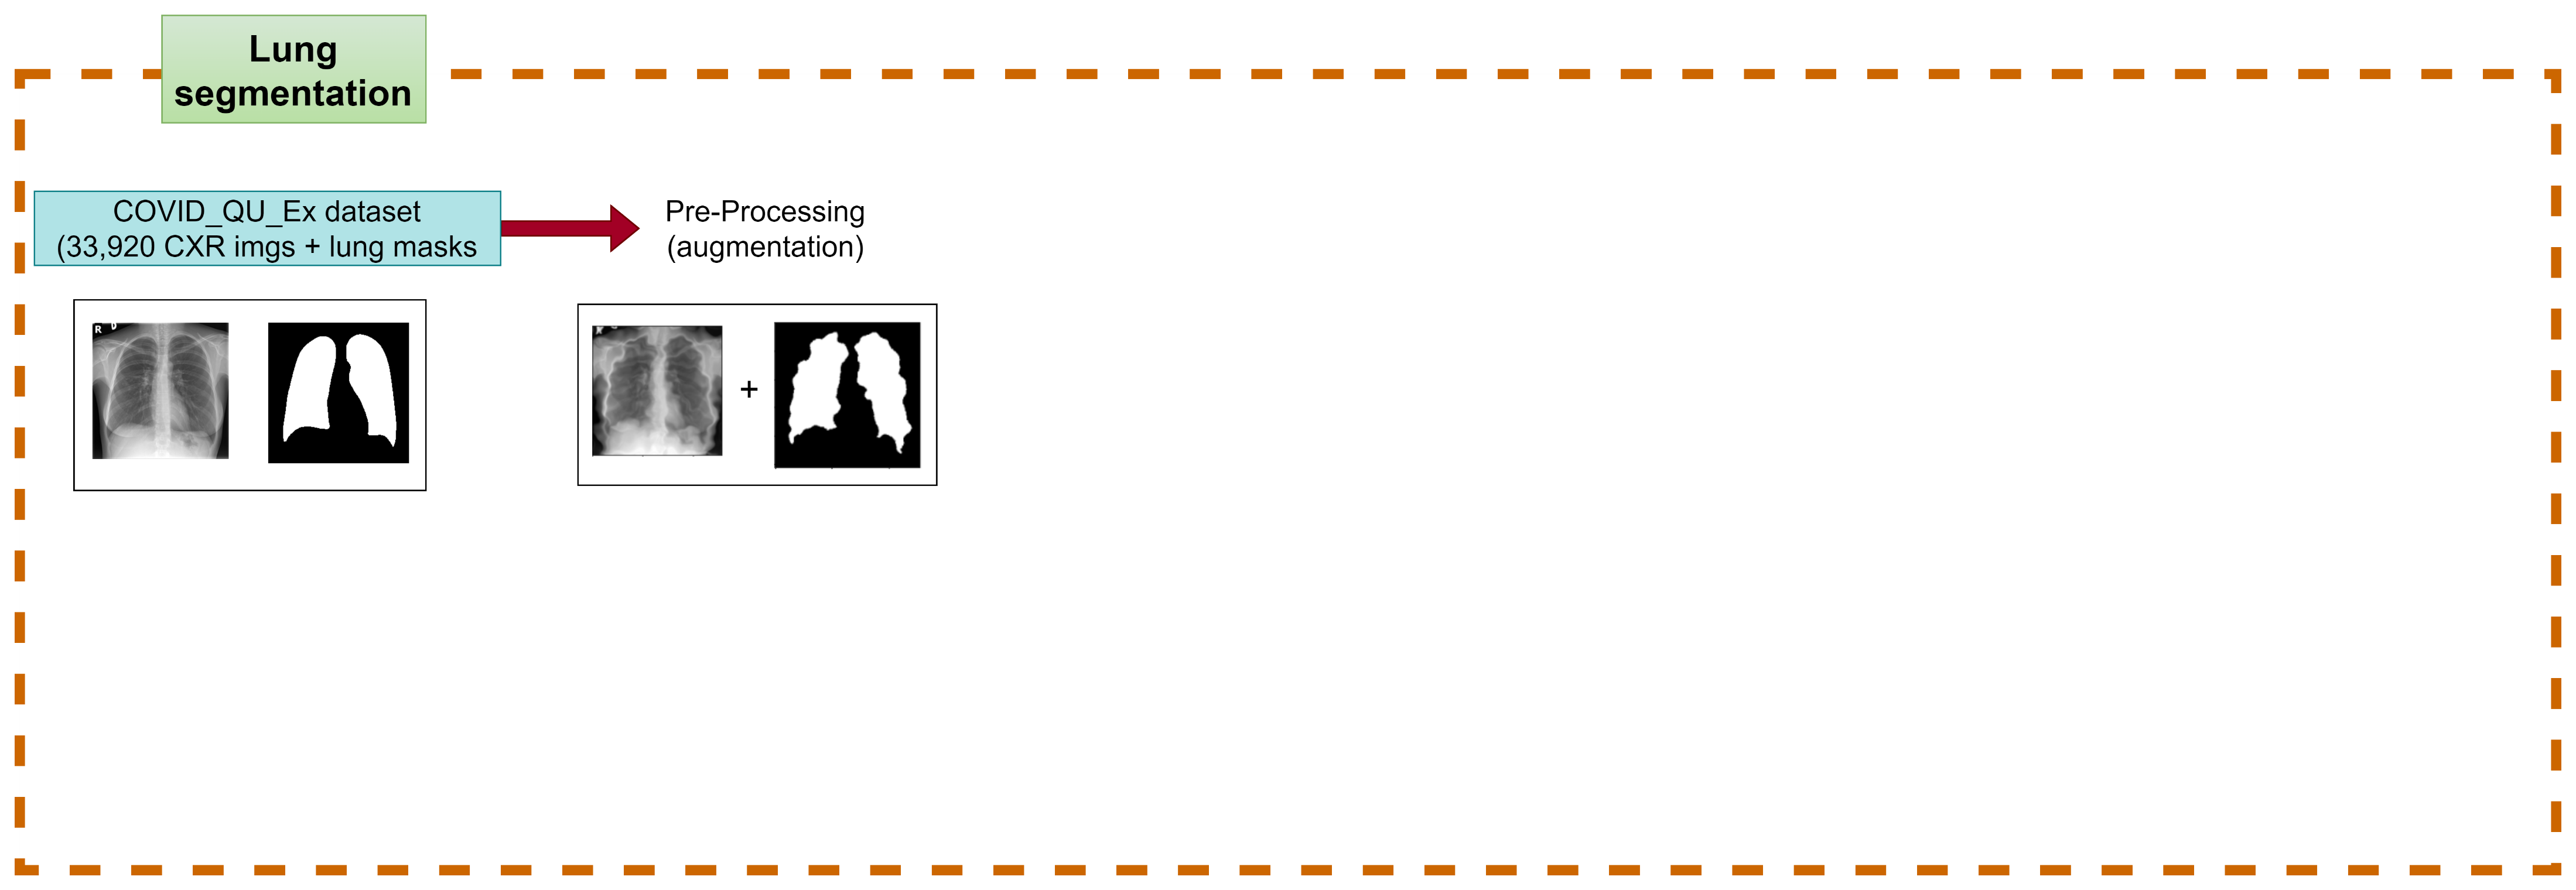 Lung
segmentation
COVID_QU_Ex dataset
(33,920 CXR imgs + lung masks
Pre-Processing
(augmentation)
R D
+